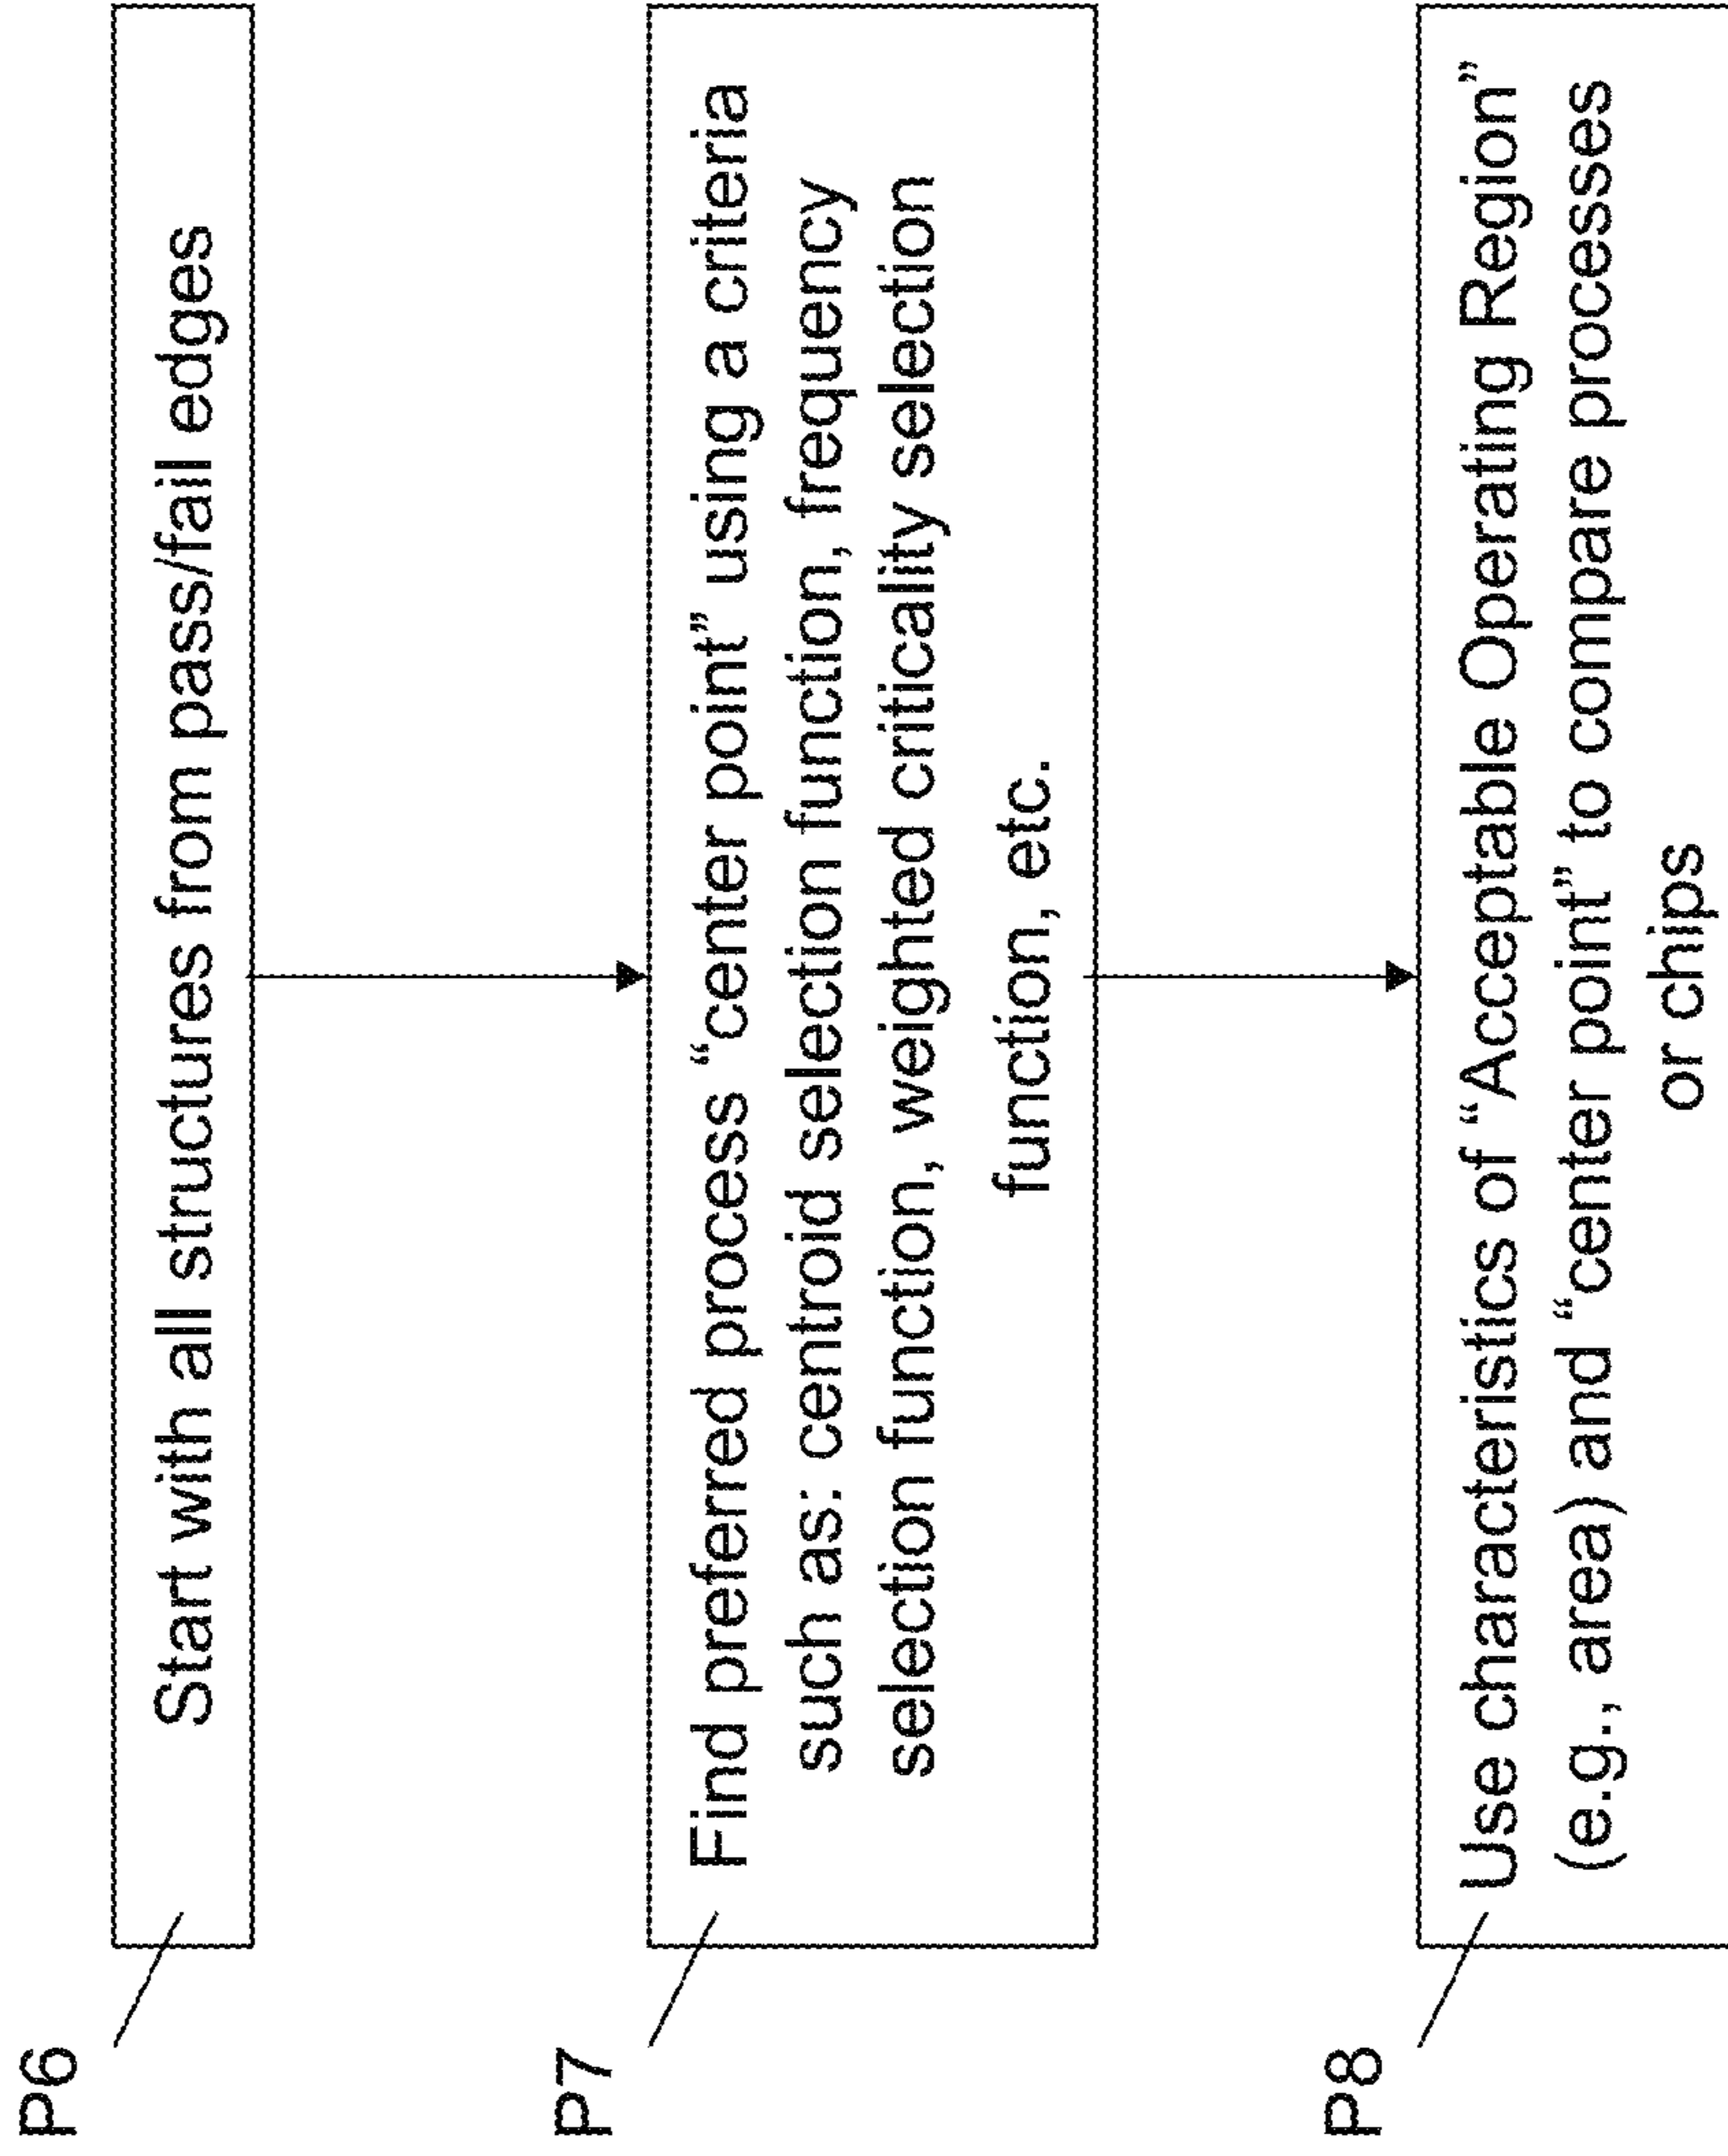 P6
Start with all structures from pass/fail edges
P7
Find preferred process “center point” using a criteria
such as: centroid selection function, frequency
selection function, weighted criticality selection
function, etc.
P8
Use characteristics of “Acceptable Operating Region”
(e.g., area) and “center point” to compare processes
or chips